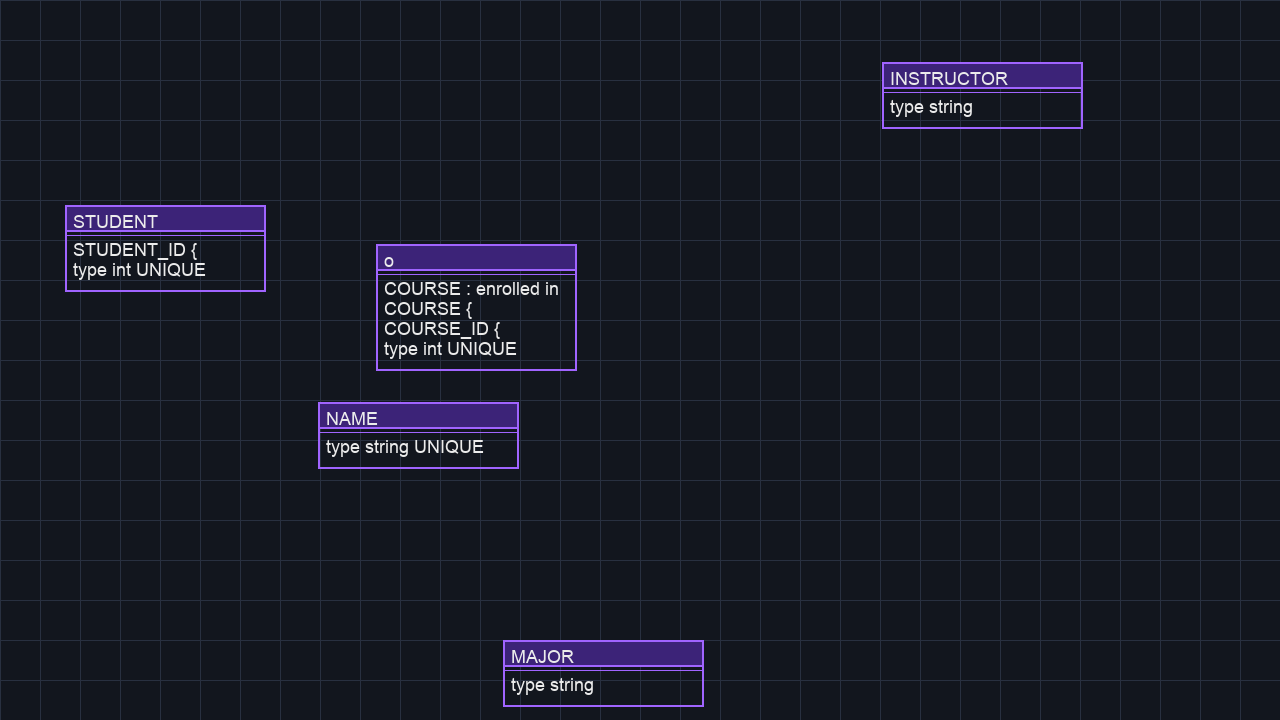 INSTRUCTOR
type string
STUDENT
STUDENT_ID {
type int UNIQUE
o
COURSE : enrolled in
COURSE {
COURSE_ID {
type int UNIQUE
NAME
type string UNIQUE
MAJOR
type string